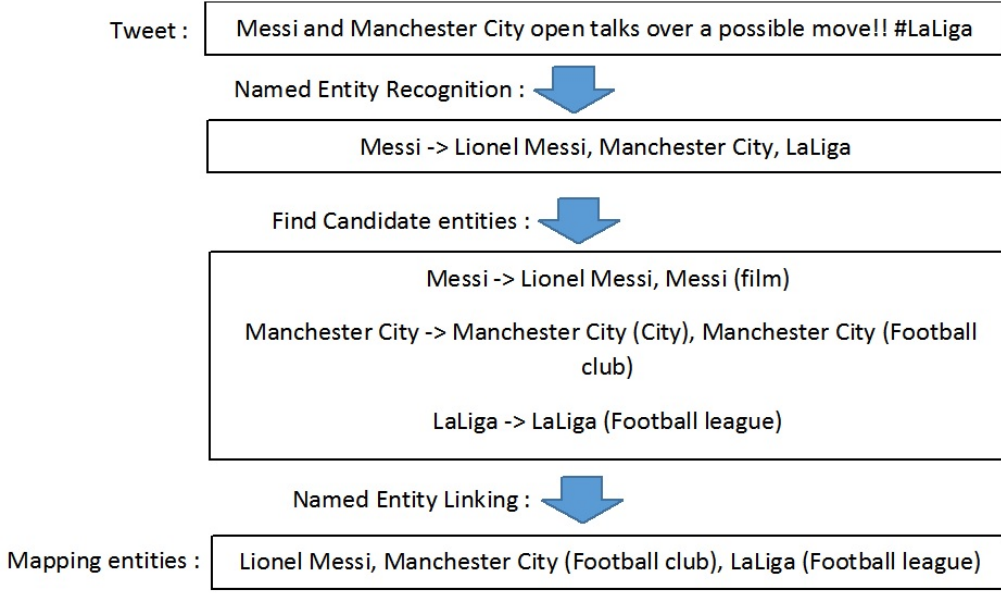 Tweet : Messi and Manchester City open talks over a possible move!! #LaLiga
Named Entity Recognition :
Messi -> Lionel Messi, Manchester City, LaLiga
Find Candidate entities :
Messi -> Lionel Messi, Messi (film)
Manchester City -> Manchester City (City), Manchester City (Football
club)
LaLiga -> LaLiga (Football league)
Named Entity Linking :
Mapping entities : Lionel Messi, Manchester City (Football club), LaLiga (Football league)